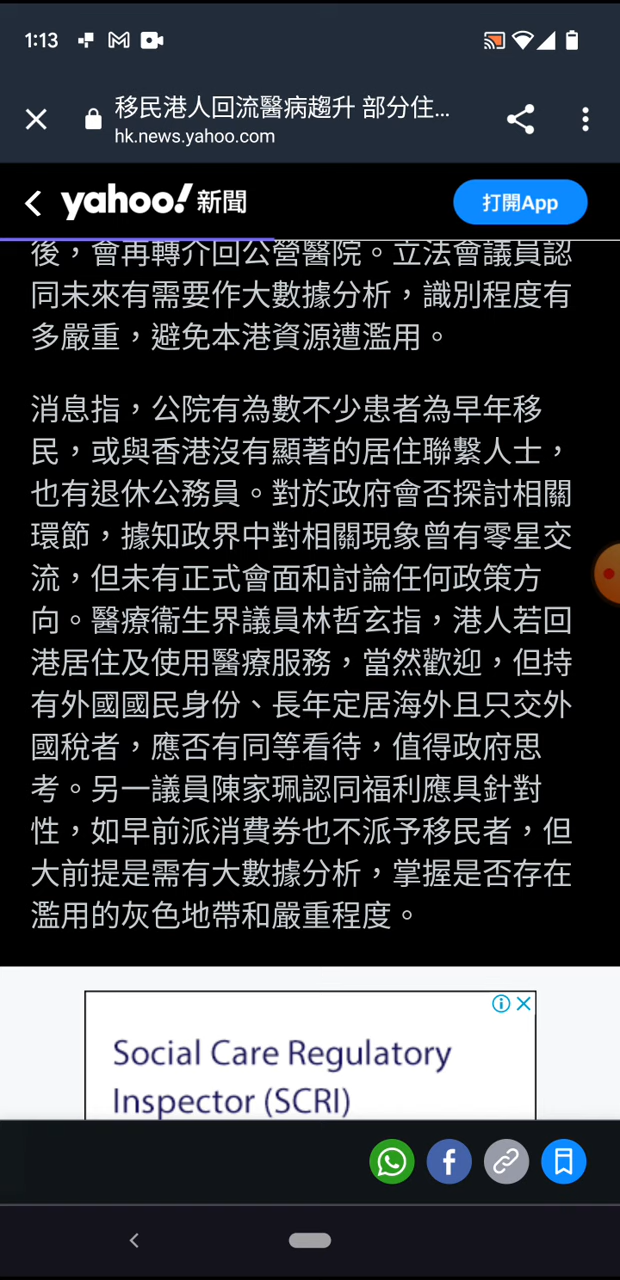 1:13
移民港人回流醫病趨升 部分住...
hk.news.yahoo.com
yahoo!新聞
打開App
後，會再轉介回公營醫院。立法會議員認
同未來有需要作大數據分析，識別程度有
多嚴重，避免本港資源遭濫用。
消息指，公院有為數不少患者為早年移
民，或與香港沒有顯著的居住聯繫人士，
也有退休公務員。對於政府會否探討相關
環節，據知政界中對相關現象曾有零星交
流，但未有正式會面和討論任何政策方
向。醫療衞生界議員林哲玄指，港人若回
港居住及使用醫療服務，當然歡迎，但持
有外國國民身份、長年定居海外且只交外
國稅者，應否有同等看待，值得政府思
考。另一議員陳家珮認同福利應具針對
性，如早前派消費券也不派予移民者，但
大前提是需有大數據分析，掌握是否存在
濫用的灰色地帶和嚴重程度。
Social Care Regulatory
Inspector (SCRI)